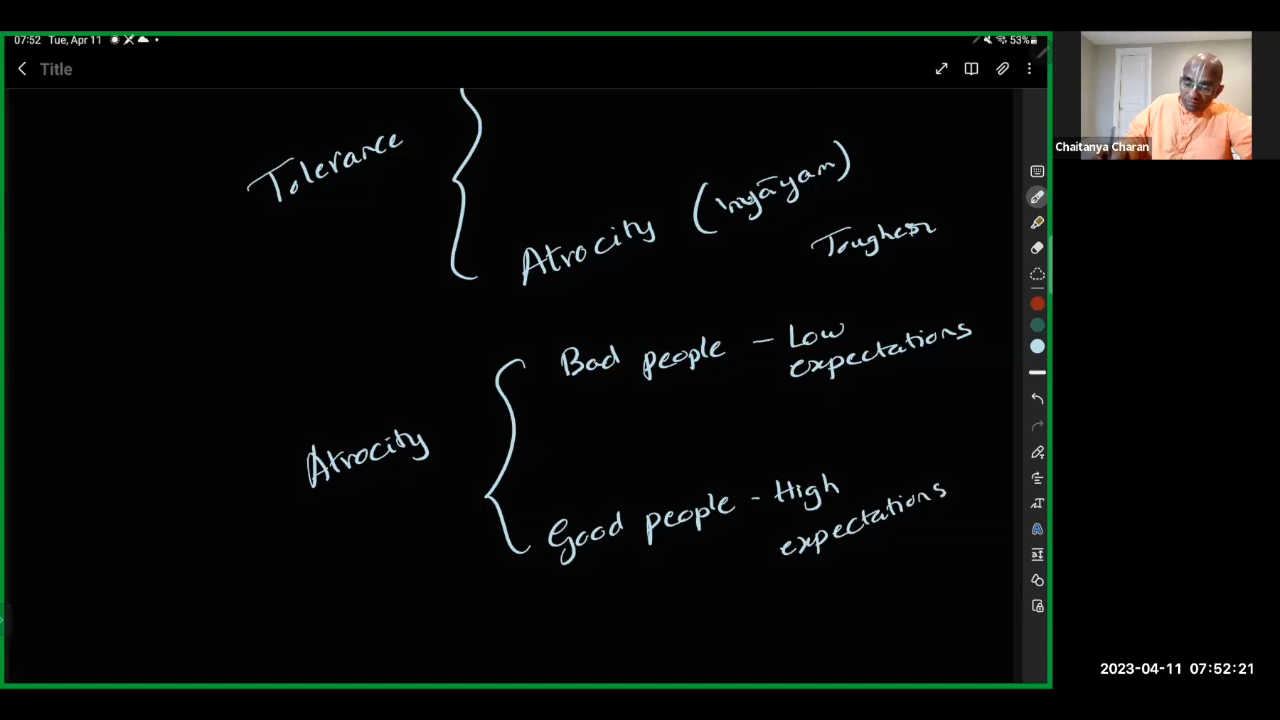 07:52 Tue, Apr 11
53%
Title
Tolerance
Atrocity (Anyāyam)
Toughest
Bad people - Low
expectations
Atrocity
Good people - High
expectations
Chaitanya Charan
2023-04-11 07:52:21